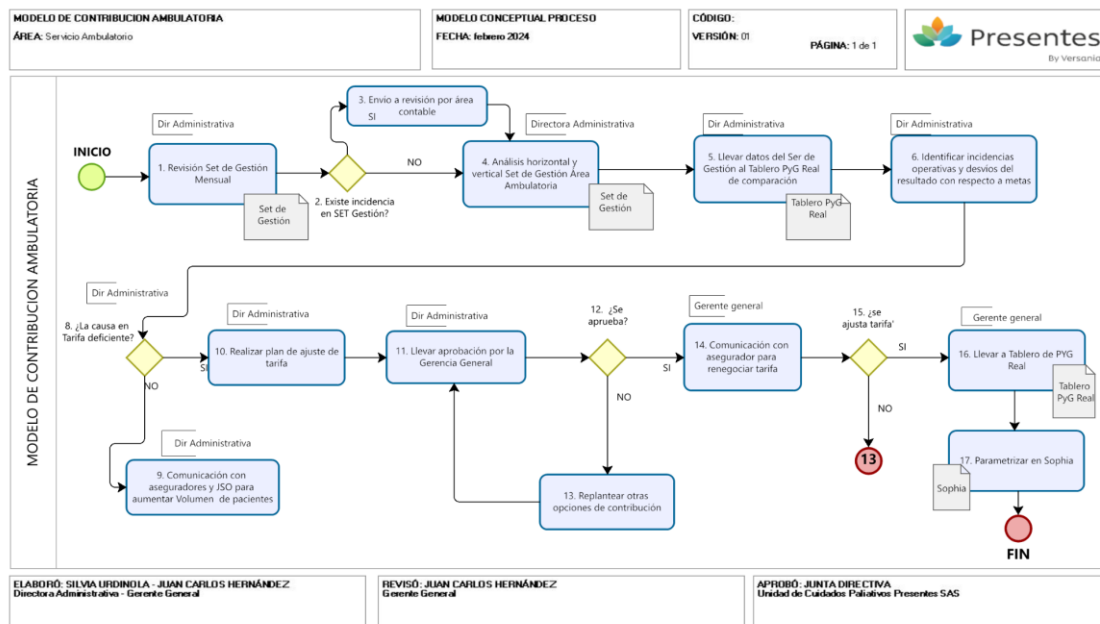 MODELO DE CONTRIBUCION AMBULATORIA
ÁREA: Servicio Ambulatorio
MODELO CONCEPTUAL PROCESO
FECHA: febrero 2024
CÓDIGO:
VERSIÓN: 01
PÁGINA: 1 de 1
Presentes
By Versania
MODELO DE CONTRIBUCION AMBULATORIA
INICIO
Dir Administrativa
1. Revisión Set de Gestión
Mensual
Set de
Gestión
2. Existe incidencia
en SET Gestión?
SI
3. Envio a revisión por área
contable
NO
Directora Administrativa
4. Análisis horizontal y
vertical Set de Gestión Área
Ambulatoria
Set de
Gestión
Dir Administrativa
5. Llevar datos del Ser de
Gestión al Tablero PyG Real
de comparación
Tablero PyG
Real
Dir Administrativa
6. Identificar incidencias
operativas y desvios del
resultado con respecto a metas
Dir Administrativa
8. ¿La causa en
Tarifa deficiente?
NO
SI
Dir Administrativa
9. Comunicación con
aseguradores y JSO para
aumentar Volumen de pacientes
Dir Administrativa
10. Realizar plan de ajuste de
tarifa
Dir Administrativa
11. Llevar aprobación por la
Gerencia General
12. ¿Se
aprueba?
SI
NO
13. Replantear otras
opciones de contribución
Gerente general
14. Comunicación con
asegurador para
renegociar tarifa
15. ¿se
ajusta tarifa'
SI
NO
13
Gerente general
16. Llevar a Tablero de PYG
Real
Tablero
PyG Real
17. Parametrizar en Sophia
Sophia
FIN
ELABORÓ: SILVIA URDINOLA - JUAN CARLOS HERNÁNDEZ
Directora Administrativa - Gerente General
REVISÓ: JUAN CARLOS HERNÁNDEZ
Gerente General
APROBÓ: JUNTA DIRECTIVA
Unidad de Cuidados Paliativos Presentes SAS